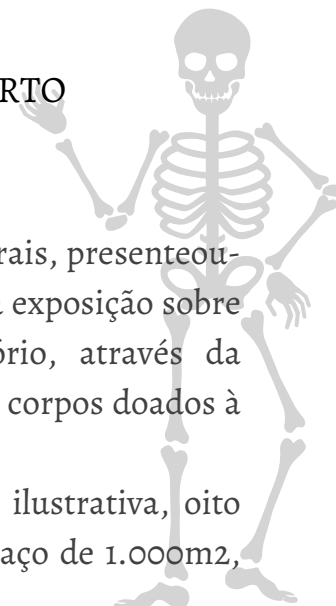 RTO
rais, presenteou-
a exposição sobre
ório, através da
corpos doados à
ilustrativa, oito
aço de 1.000m2,